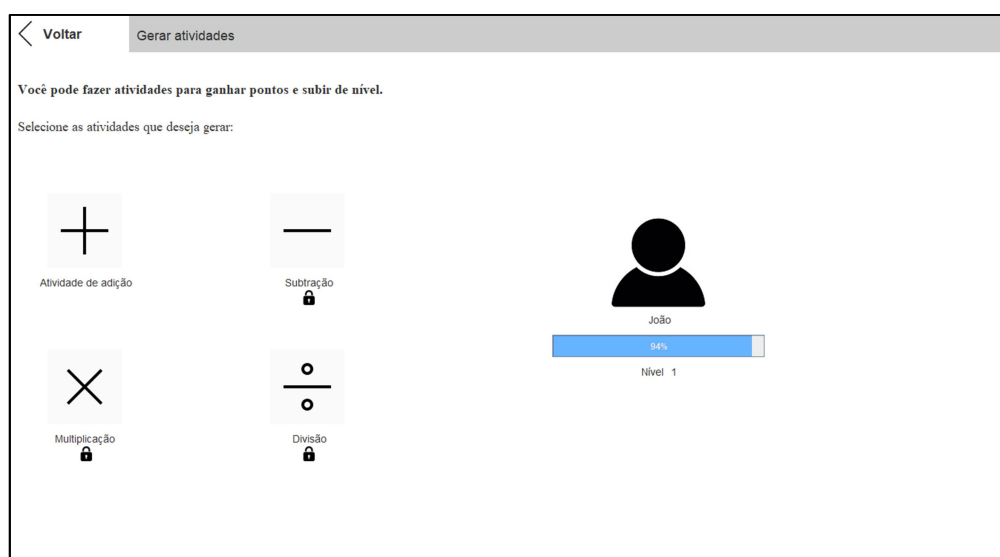 Voltar
Gerar atividades
Você pode fazer atividades para ganhar pontos e subir de nível.
Selecione as atividades que deseja gerar:
Atividade de adição
Subtração
Multiplicação
Divisão
João
94%
Nível 1